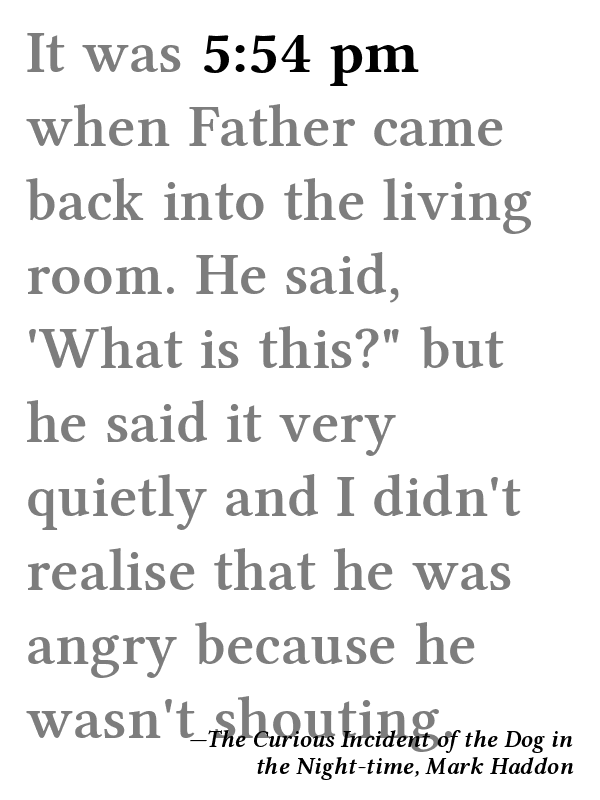 It was 5:54 pm
when Father came
back into the living
room. He said,
'What is this?" but
he said it very
quietly and I didn't
realise that he was
angry because he
wasn't shouting.
—The Curious Incident of the Dog in
the Night-time, Mark Haddon